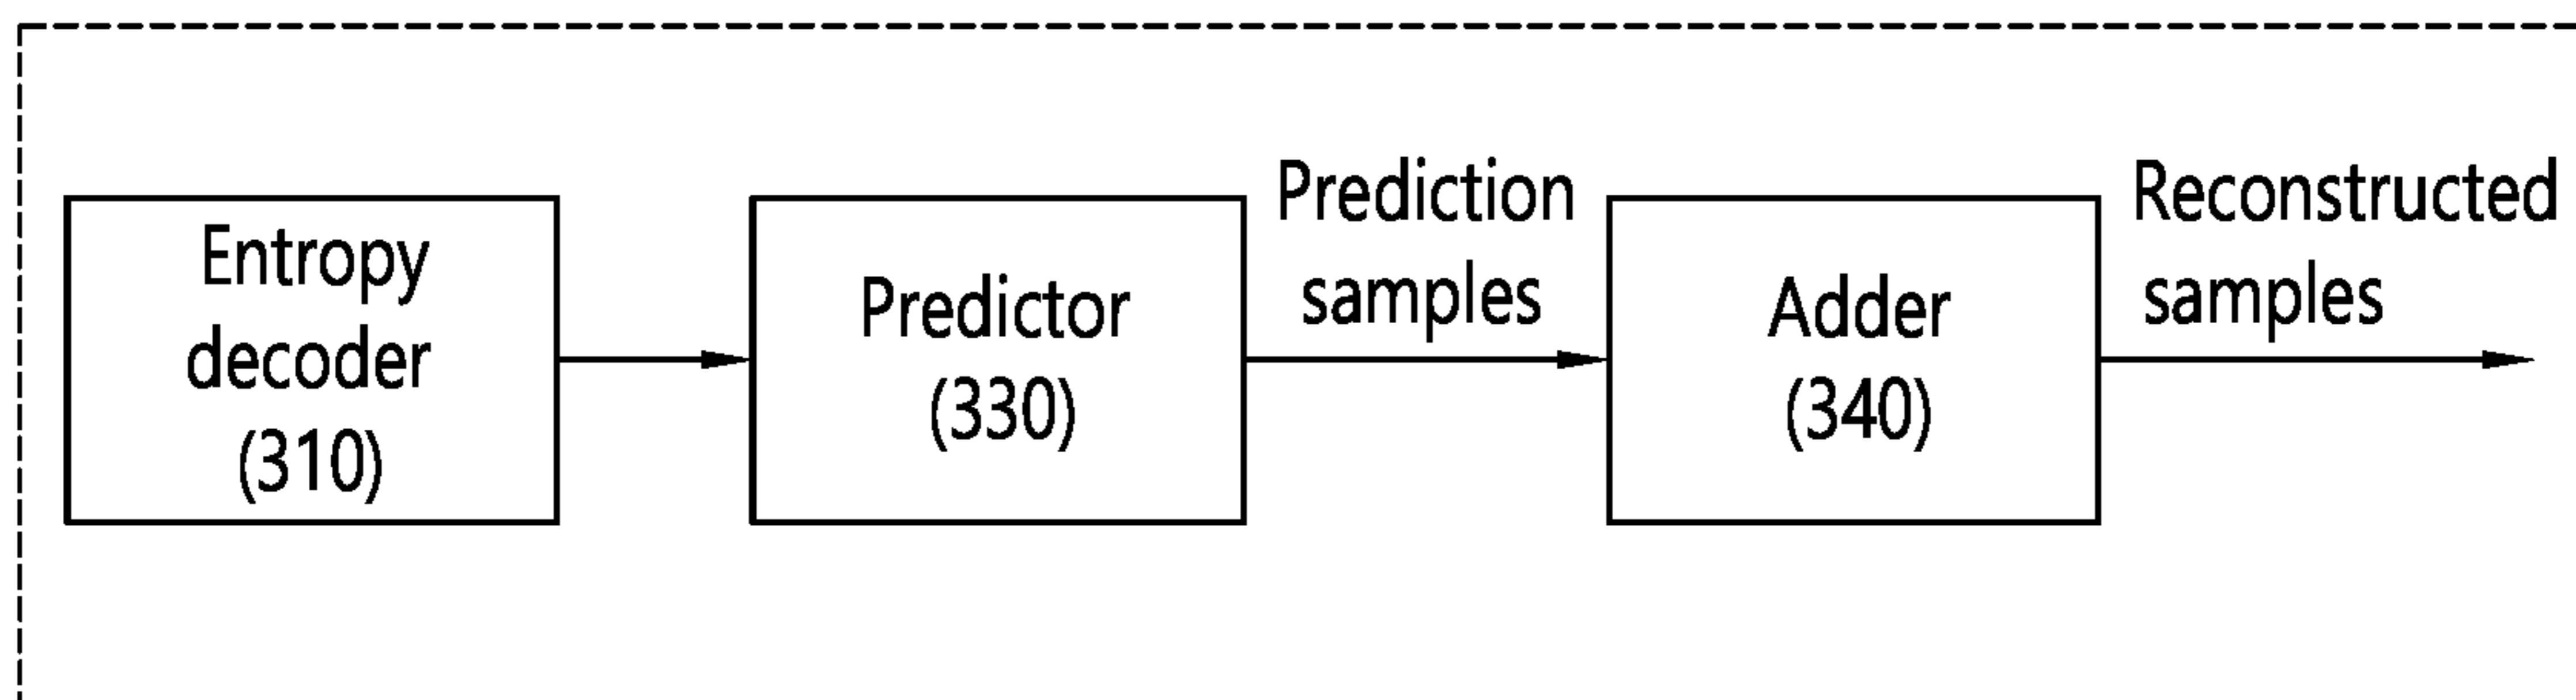 Entropy
decoder
(310)
Predictor
(330)
Prediction
samples
Adder
(340)
Reconstructed
samples